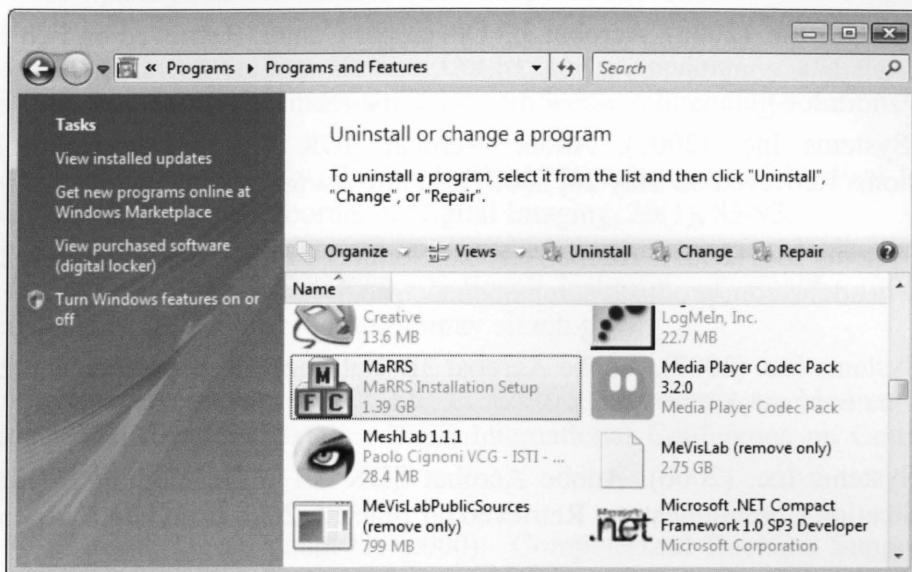 « Programs ▸ Programs and Features
Search
Tasks
View installed updates
Get new programs online at
Windows Marketplace
View purchased software
(digital locker)
Turn Windows features on or
off
Uninstall or change a program
To uninstall a program, select it from the list and then click "Uninstall",
"Change", or "Repair".
Organize Views Uninstall Change Repair
Name
Creative
13.6 MB
LogMeIn, Inc.
22.7 MB
M
F C
MaRRS
MaRRS Installation Setup
1.39 GB
Media Player Codec Pack
3.2.0
Media Player Codec Pack
MeshLab 1.1.1
Paolo Cignoni VCG - ISTI - ...
28.4 MB
MeVisLab (remove only)
2.75 GB
MeVisLabPublicSources
(remove only)
799 MB
Microsoft
.net
Microsoft .NET Compact
Framework 1.0 SP3 Developer
Microsoft Corporation